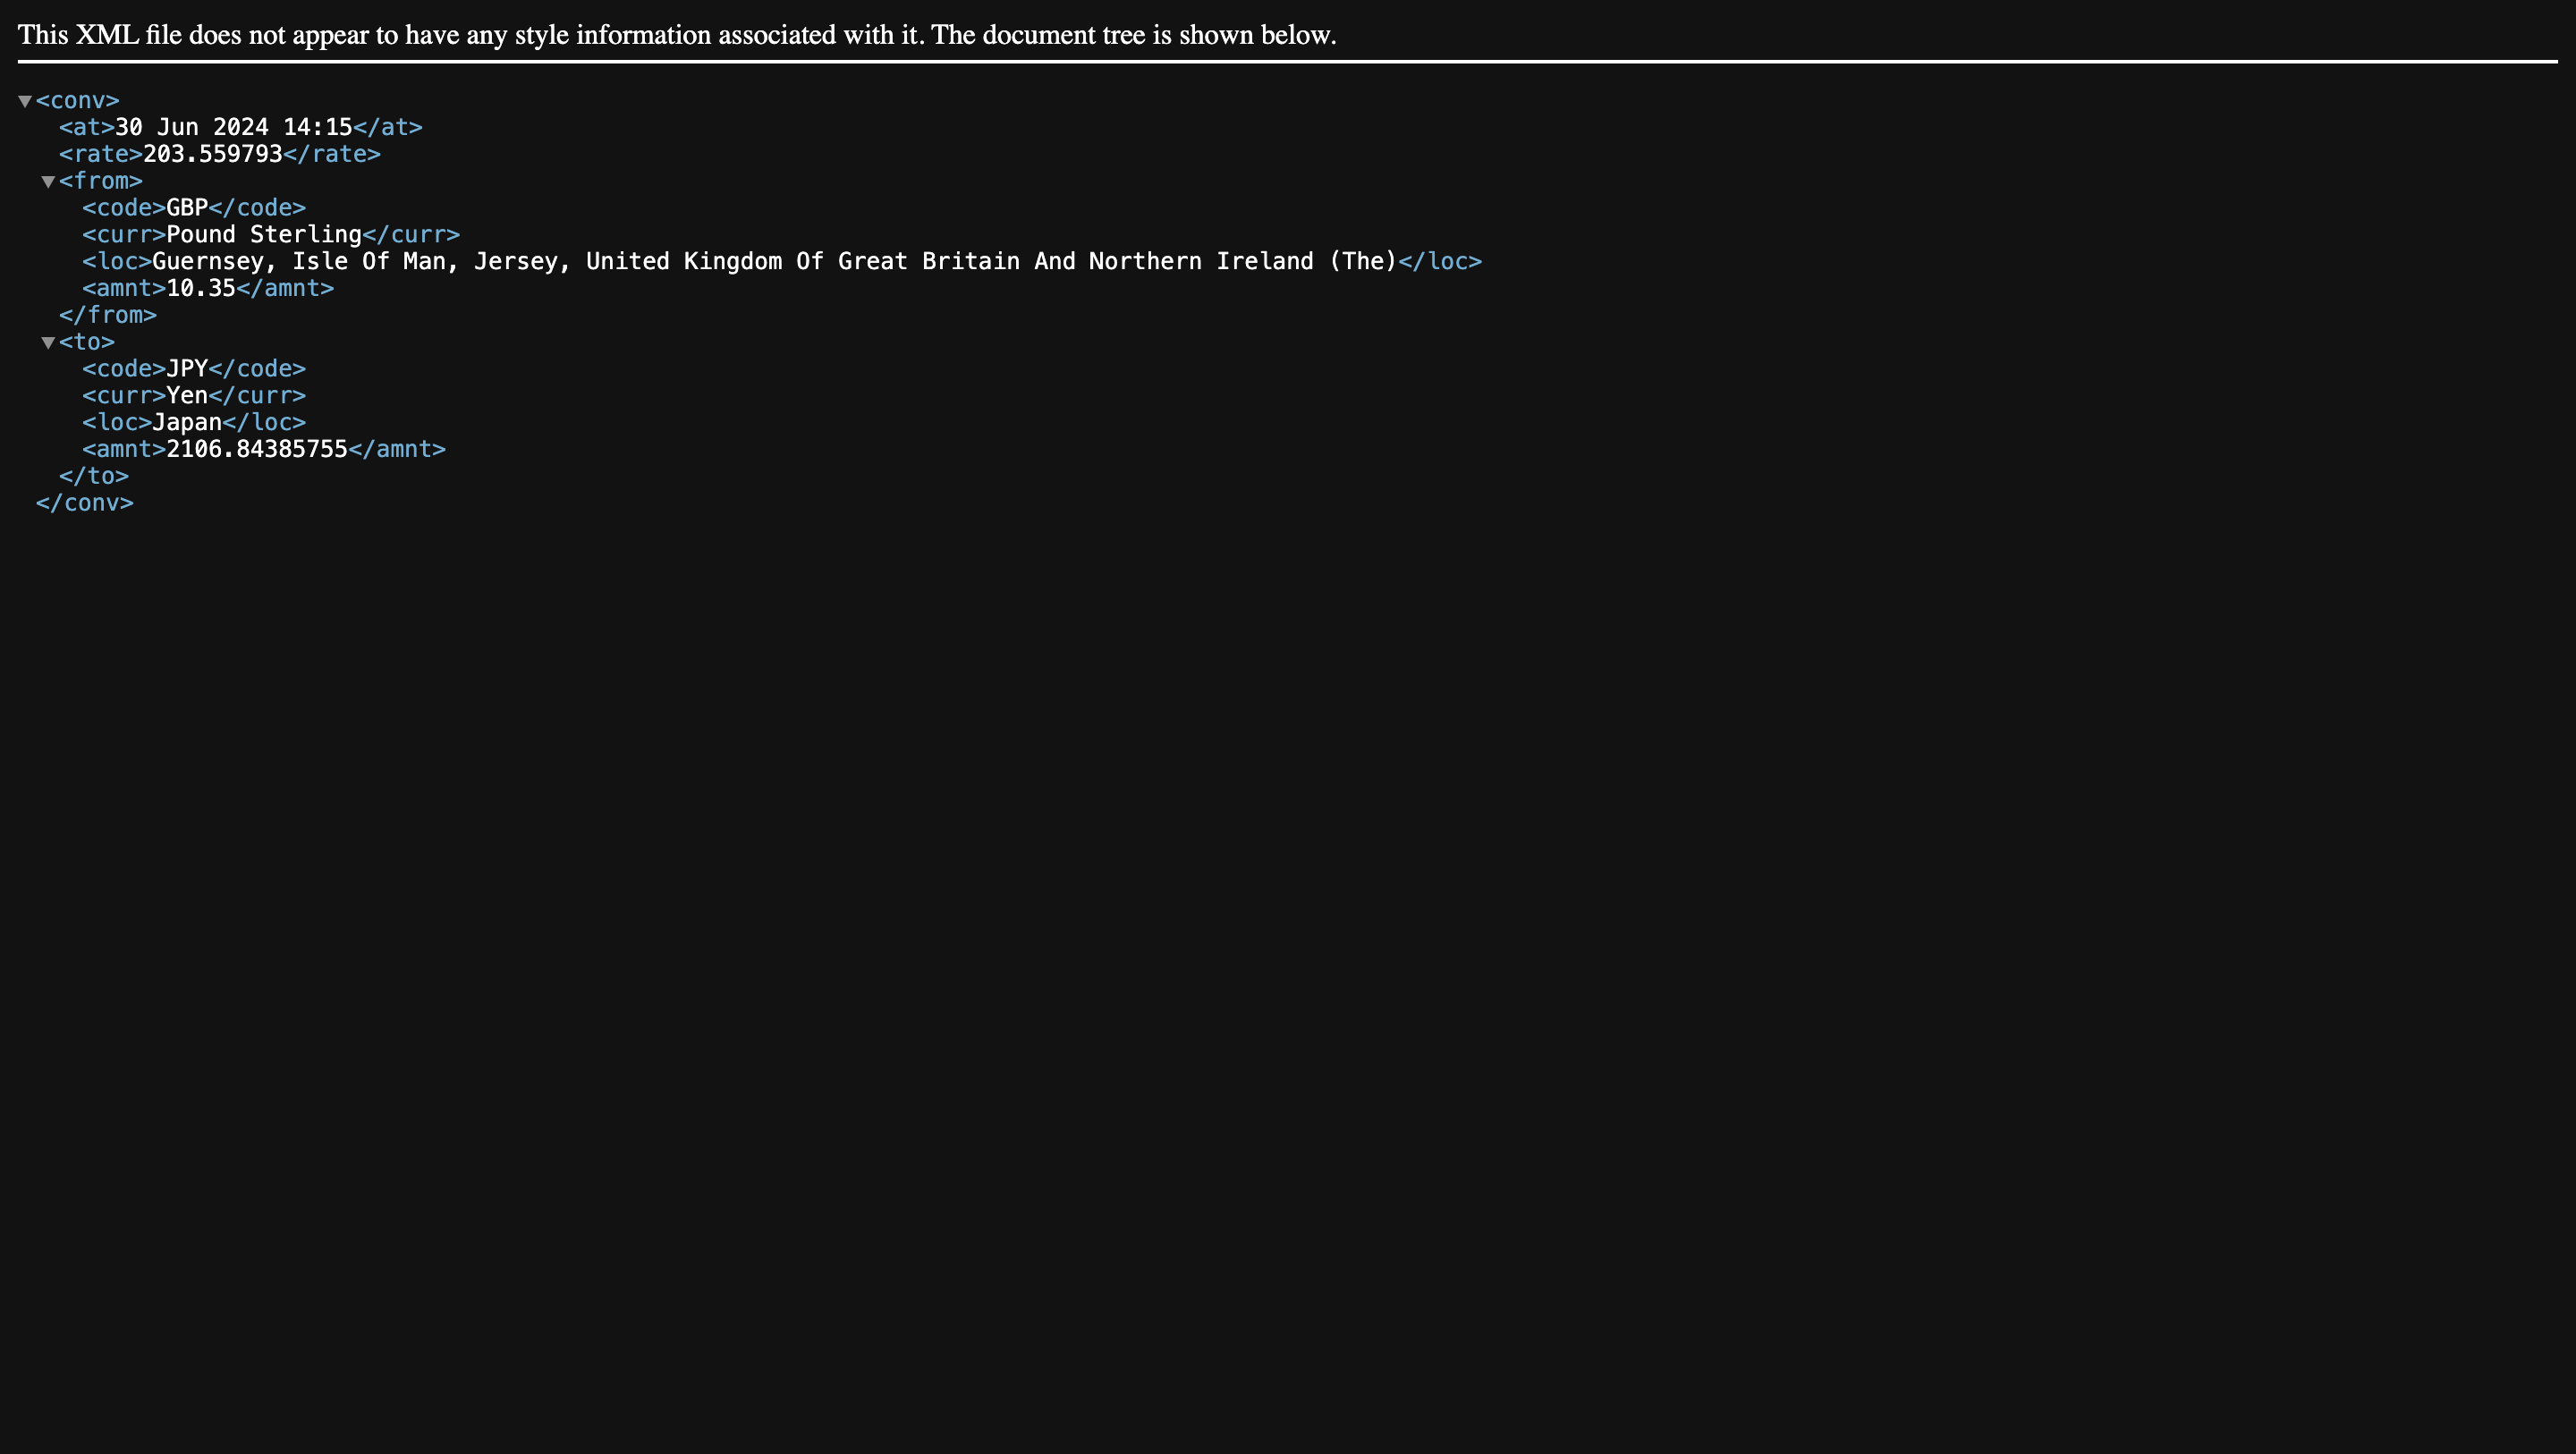 This XML file does not appear to have any style information associated with it. The document tree is shown below.
<conv>
<at>30 Jun 2024 14:15</at>
<rate>203.559793</rate>
<from>
<code>GBP</code>
<curr>Pound Sterling</curr>
<loc>Guernsey, Isle Of Man, Jersey, United Kingdom Of Great Britain And Northern Ireland (The)</loc>
<amnt>10.35</amnt>
</from>
<to>
<code>JPY</code>
<curr>Yen</curr>
<loc>Japan</loc>
<amnt>2106.84385755</amnt>
</to>
</conv>